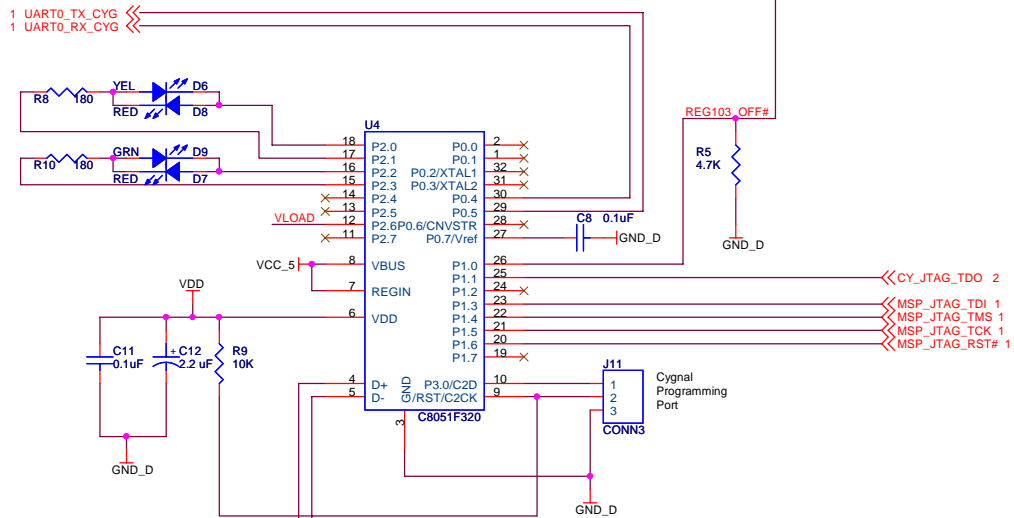 1 UART0_TX_CYG
1 UART0_RX_CYG
YEL D6
R8 180
RED D8
GRN D9
R10 180
RED D7
REG103_OFF#
R5
4.7K
GND_D
U4
18 P2.0 P0.0 2
17 P2.1 P0.1 1
16 P2.2 P0.2/XTAL1 32
15 P2.3 P0.3/XTAL2 31
14 P2.4 P0.4 30
13 P2.5 P0.5 29
VLOAD 12 P2.6 P0.6/CNVSTR 28
11 P2.7 P0.7/Vref 27
C8 0.1uF
GND_D
VCC_5 8 VBUS P1.0 26
P1.1 25 CY_JTAG_TDO 2
7 REGIN P1.2 24
P1.3 23 MSP_JTAG_TDI 1
VDD
6 VDD P1.4 22 MSP_JTAG_TMS 1
P1.5 21 MSP_JTAG_TCK 1
P1.6 20 MSP_JTAG_RST# 1
P1.7 19
C11
0.1uF
C12
+
2.2 uF
R9
10K
GND_D
4 D+ P3.0/C2D 10
5 D- /RST/C2CK 9
GND
3
C8051F320
J11
1
2
3
CONN3
Cygnal
Programming
Port
GND_D